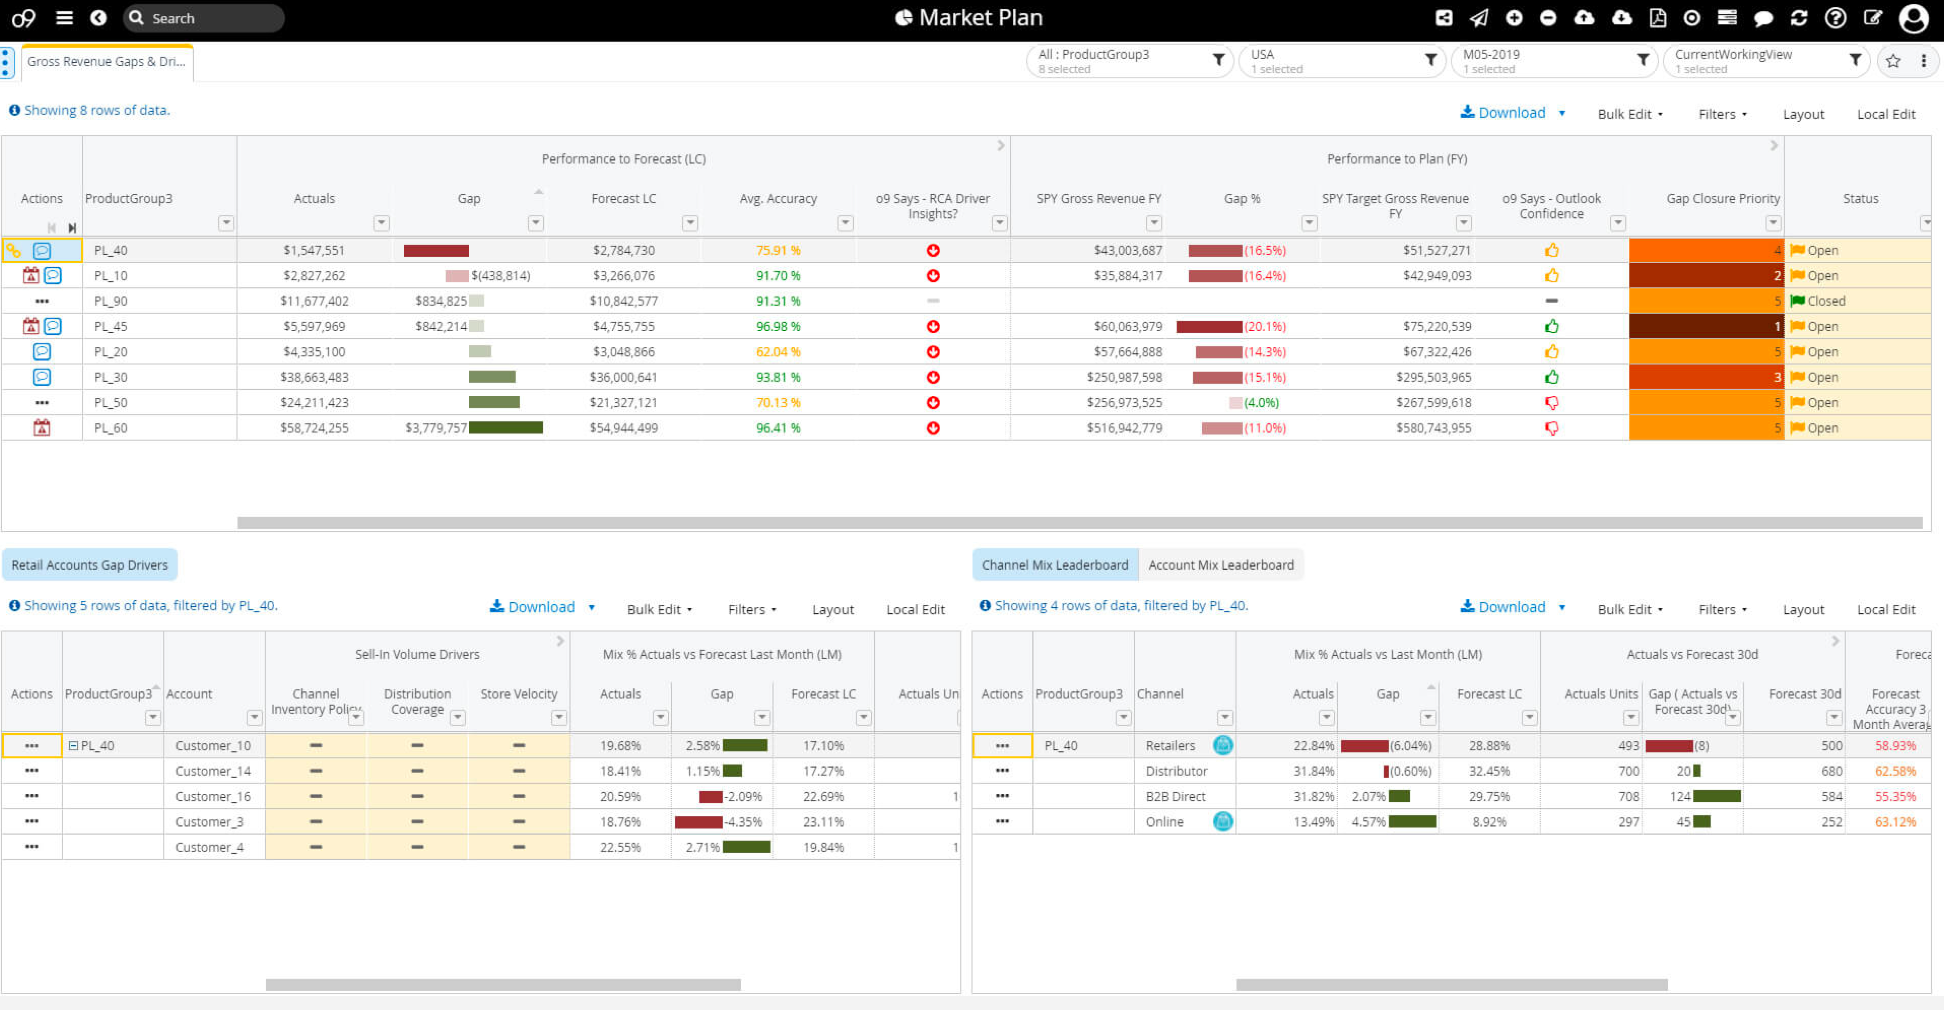 o9 Search Market Plan
Gross Revenue Gaps & Dri...
All : ProductGroup3 USA M05-2019 CurrentWorkingView
8 selected 1 selected 1 selected 1 selected
Showing 8 rows of data.
Download Bulk Edit Filters Layout Local Edit
Performance to Forecast (LC) Performance to Plan (FY)
Actions ProductGroup3 Actuals Gap Forecast LC Avg. Accuracy o9 Says - RCA Driver SPY Gross Revenue FY Gap % SPY Target Gross Revenue o9 Says - Outlook Gap Closure Priority Status
Insights? FY Confidence
PL_40 $1,547,551 $2,784,730 75.91 % $43,003,687 (16.5%) $51,527,271 4 Open
PL_10 $2,827,262 $(438,814) $3,266,076 91.70 % $35,884,317 (16.4%) $42,949,093 2 Open
PL_90 $11,677,402 $834,825 $10,842,577 91.31 % 5 Closed
PL_45 $5,597,969 $842,214 $4,755,755 96.98 % $60,063,979 (20.1%) $75,220,539 1 Open
PL_20 $4,335,100 $3,048,866 62.04 % $57,664,888 (14.3%) $67,322,426 5 Open
PL_30 $38,663,483 $36,000,641 93.81 % $250,987,598 (15.1%) $295,503,965 3 Open
PL_50 $24,211,423 $21,327,121 70.13 % $256,973,525 (4.0%) $267,599,618 5 Open
PL_60 $58,724,255 $3,779,757 $54,944,499 96.41 % $516,942,779 (11.0%) $580,743,955 5 Open
Retail Accounts Gap Drivers
Showing 5 rows of data, filtered by PL_40.
Download Bulk Edit Filters Layout Local Edit
Sell-In Volume Drivers Mix % Actuals vs Forecast Last Month (LM)
Actions ProductGroup3 Account Channel Distribution Store Velocity Actuals Gap Forecast LC Actuals Un
Inventory Policy Coverage
PL_40 Customer_10 19.68% 2.58% 17.10%
Customer_14 18.41% 1.15% 17.27%
Customer_16 20.59% -2.09% 22.69% 1
Customer_3 18.76% -4.35% 23.11%
Customer_4 22.55% 2.71% 19.84% 1
Channel Mix Leaderboard Account Mix Leaderboard
Showing 4 rows of data, filtered by PL_40.
Download Bulk Edit Filters Layout Local Edit
Mix % Actuals vs Last Month (LM) Actuals vs Forecast 30d Foreca
Actions ProductGroup3 Channel Actuals Gap Forecast LC Actuals Units Gap ( Actuals vs Forecast 30d Forecast
Forecast 30d) Accuracy 3
Month Averag
PL_40 Retailers 22.84% (6.04%) 28.88% 493 (8) 500 58.93%
Distributor 31.84% (0.60%) 32.45% 700 20 680 62.58%
B2B Direct 31.82% 2.07% 29.75% 708 124 584 55.35%
Online 13.49% 4.57% 8.92% 297 45 252 63.12%